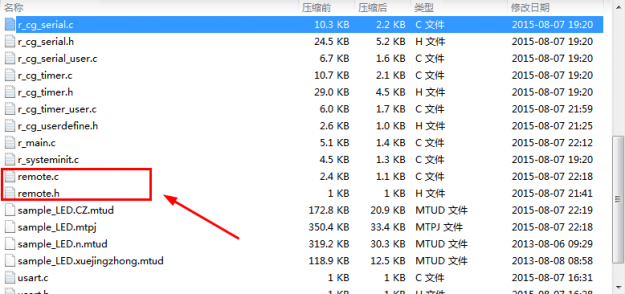 名称 压缩前 压缩后 类型 修改日期
r_cg_serial.c 10.3 KB 2.2 KB C 文件 2015-08-07 19:20
r_cg_serial.h 24.5 KB 5.2 KB H 文件 2015-08-07 19:20
r_cg_serial_user.c 6.7 KB 1.6 KB C 文件 2015-08-07 19:20
r_cg_timer.c 10.7 KB 2.1 KB C 文件 2015-08-07 19:20
r_cg_timer.h 29.0 KB 4.5 KB H 文件 2015-08-07 19:20
r_cg_timer_user.c 6.0 KB 1.7 KB C 文件 2015-08-07 21:59
r_cg_userdefine.h 2.6 KB 1.0 KB H 文件 2015-08-07 21:25
r_main.c 5.1 KB 1.4 KB C 文件 2015-08-07 22:12
r_systeminit.c 4.5 KB 1.3 KB C 文件 2015-08-07 19:20
remote.c 2.4 KB 1.1 KB C 文件 2015-08-07 22:18
remote.h 1 KB 1 KB H 文件 2015-08-07 21:41
sample_LED.CZ.mtud 172.8 KB 20.9 KB MTUD 文件 2015-08-07 22:19
sample_LED.mtpj 350.4 KB 33.4 KB MTPJ 文件 2015-08-07 22:18
sample_LED.n.mtud 319.2 KB 30.3 KB MTUD 文件 2013-08-06 09:29
sample_LED.xuejingzhong.mtud 118.9 KB 12.5 KB MTUD 文件 2013-08-08 08:58
usart.c 1 KB 1 KB C 文件 2015-08-07 16:31
usart.h 1 KB 1 KB H 文件 2015-08-07 16:28